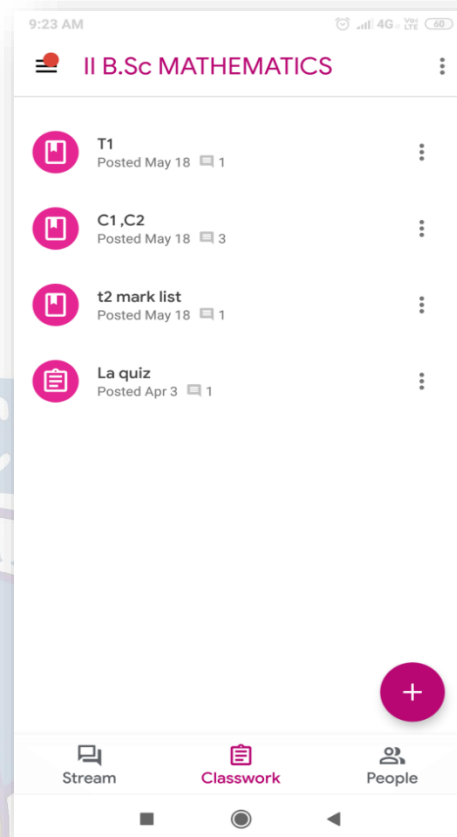 9:23 AM 4G VoLTE 60
II B.Sc MATHEMATICS
T1
Posted May 18 1
C1 ,C2
Posted May 18 3
t2 mark list
Posted May 18 1
La quiz
Posted Apr 3 1
Stream Classwork People